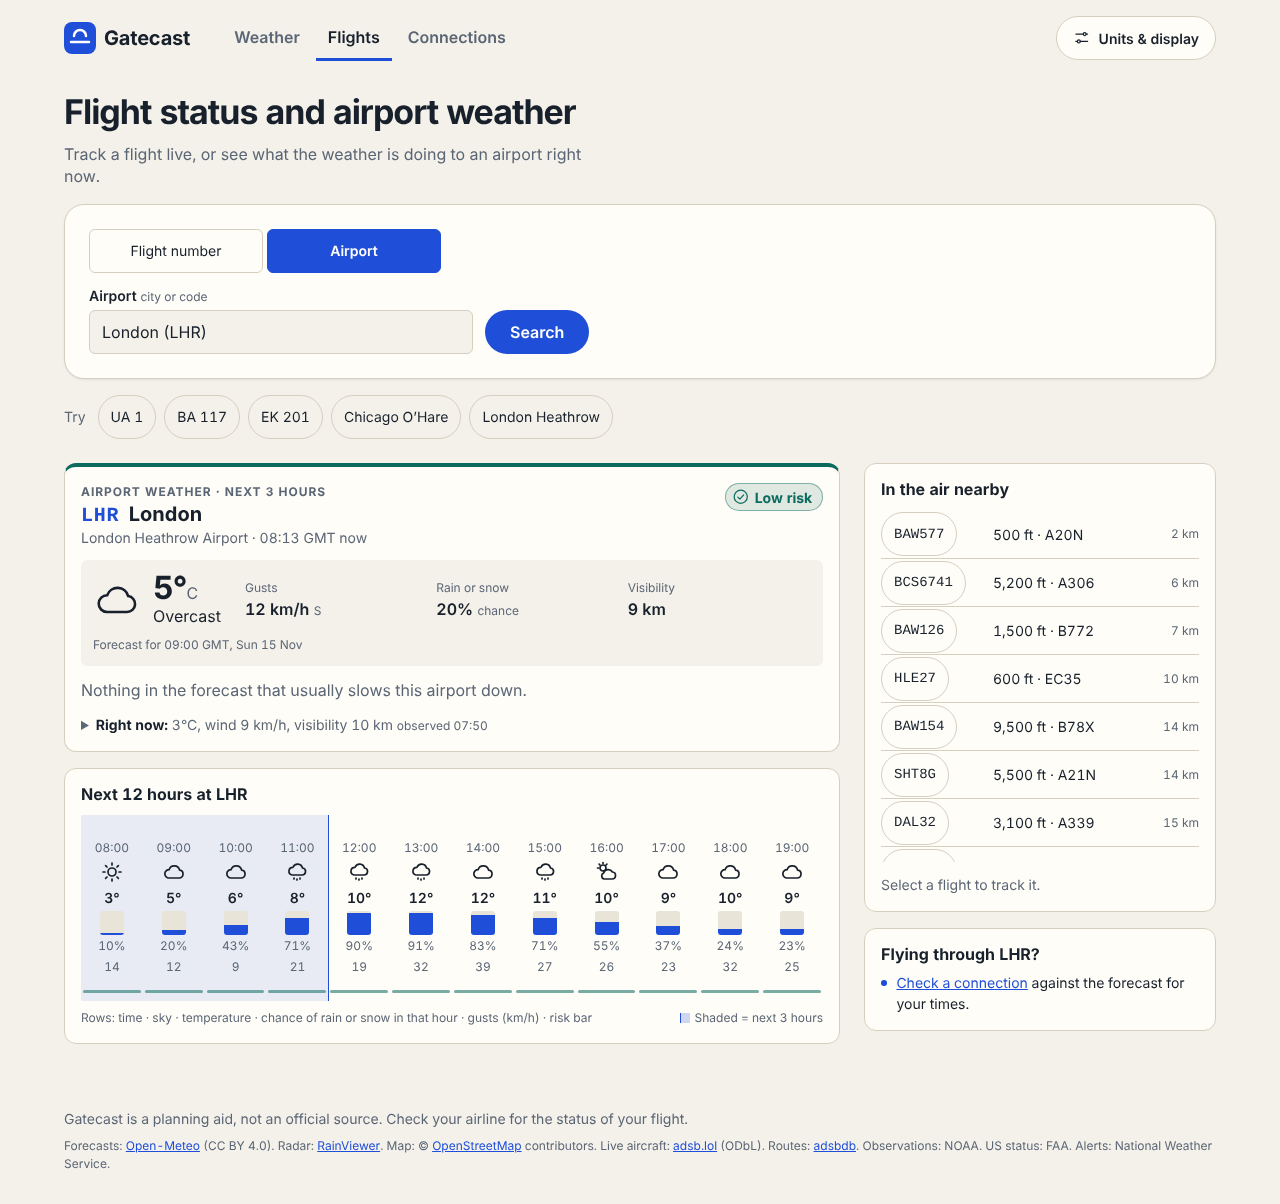 Gatecast
Weather
Flights
Connections
Units & display
Flight status and airport weather
Track a flight live, or see what the weather is doing to an airport right
now.
Flight number
Airport
Airport city or code
London (LHR)
Search
Try
UA 1
BA 117
EK 201
Chicago O’Hare
London Heathrow
AIRPORT WEATHER · NEXT 3 HOURS
LHR London
Low risk
London Heathrow Airport · 08:13 GMT now
5°C
Overcast
Gusts
12 km/h S
Rain or snow
20% chance
Visibility
9 km
Forecast for 09:00 GMT, Sun 15 Nov
Nothing in the forecast that usually slows this airport down.
Right now: 3°C, wind 9 km/h, visibility 10 km observed 07:50
Next 12 hours at LHR
08:00 09:00 10:00 11:00 12:00 13:00 14:00 15:00 16:00 17:00 18:00 19:00
3° 5° 6° 8° 10° 12° 12° 11° 10° 9° 10° 9°
10% 20% 43% 71% 90% 91% 83% 71% 55% 37% 24% 23%
14 12 9 21 19 32 39 27 26 23 32 25
Rows: time · sky · temperature · chance of rain or snow in that hour · gusts (km/h) · risk bar
Shaded = next 3 hours
In the air nearby
BAW577 500 ft · A20N 2 km
BCS6741 5,200 ft · A306 6 km
BAW126 1,500 ft · B772 7 km
HLE27 600 ft · EC35 10 km
BAW154 9,500 ft · B78X 14 km
SHT8G 5,500 ft · A21N 14 km
DAL32 3,100 ft · A339 15 km
Select a flight to track it.
Flying through LHR?
Check a connection against the forecast for
your times.
Gatecast is a planning aid, not an official source. Check your airline for the status of your flight.
Forecasts: Open-Meteo (CC BY 4.0). Radar: RainViewer. Map: © OpenStreetMap contributors. Live aircraft: adsb.lol (ODbL). Routes: adsbdb. Observations: NOAA. US status: FAA. Alerts: National Weather
Service.